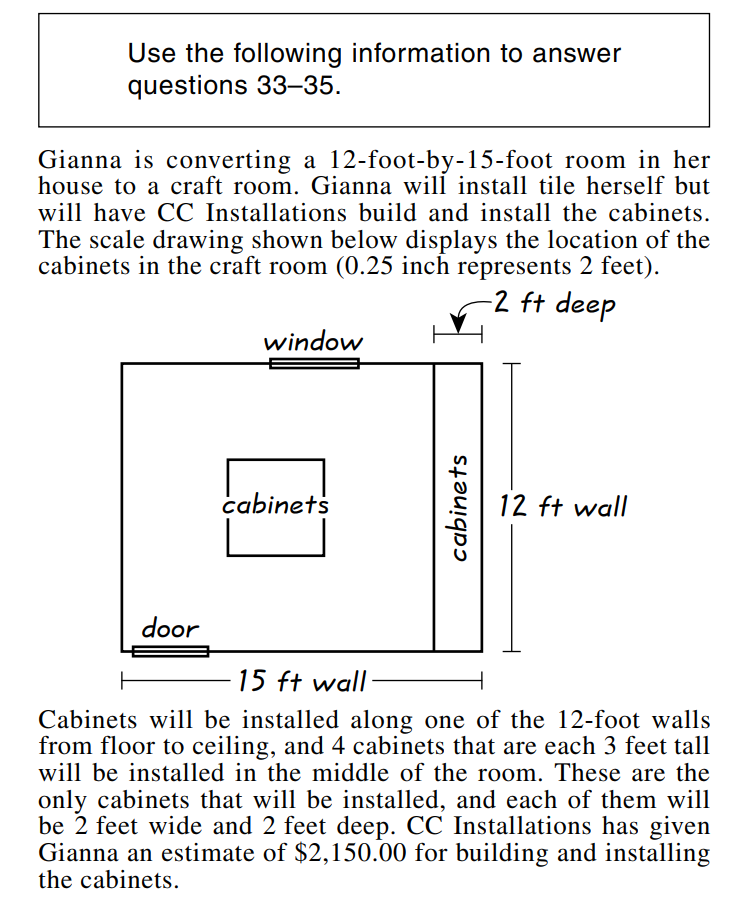 Use the following information to answer
questions 33–35.
Gianna is converting a 12-foot-by-15-foot room in her
house to a craft room. Gianna will install tile herself but
will have CC Installations build and install the cabinets.
The scale drawing shown below displays the location of the
cabinets in the craft room (0.25 inch represents 2 feet).
2 ft deep
window
cabinets
cabinets
12 ft wall
door
15 ft wall
Cabinets will be installed along one of the 12-foot walls
from floor to ceiling, and 4 cabinets that are each 3 feet tall
will be installed in the middle of the room. These are the
only cabinets that will be installed, and each of them will
be 2 feet wide and 2 feet deep. CC Installations has given
Gianna an estimate of $2,150.00 for building and installing
the cabinets.